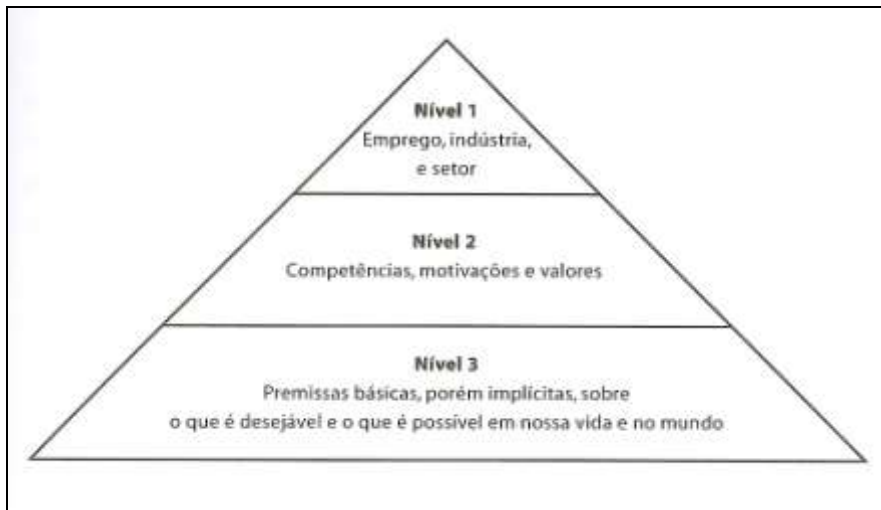 Nível 1
Emprego, indústria,
e setor
Nível 2
Competências, motivações e valores
Nível 3
Premissas básicas, porém implícitas, sobre
o que é desejável e o que é possível em nossa vida e no mundo